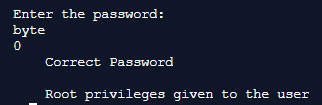 Enter the password:
byte
0
Correct Password
Root privileges given to the user